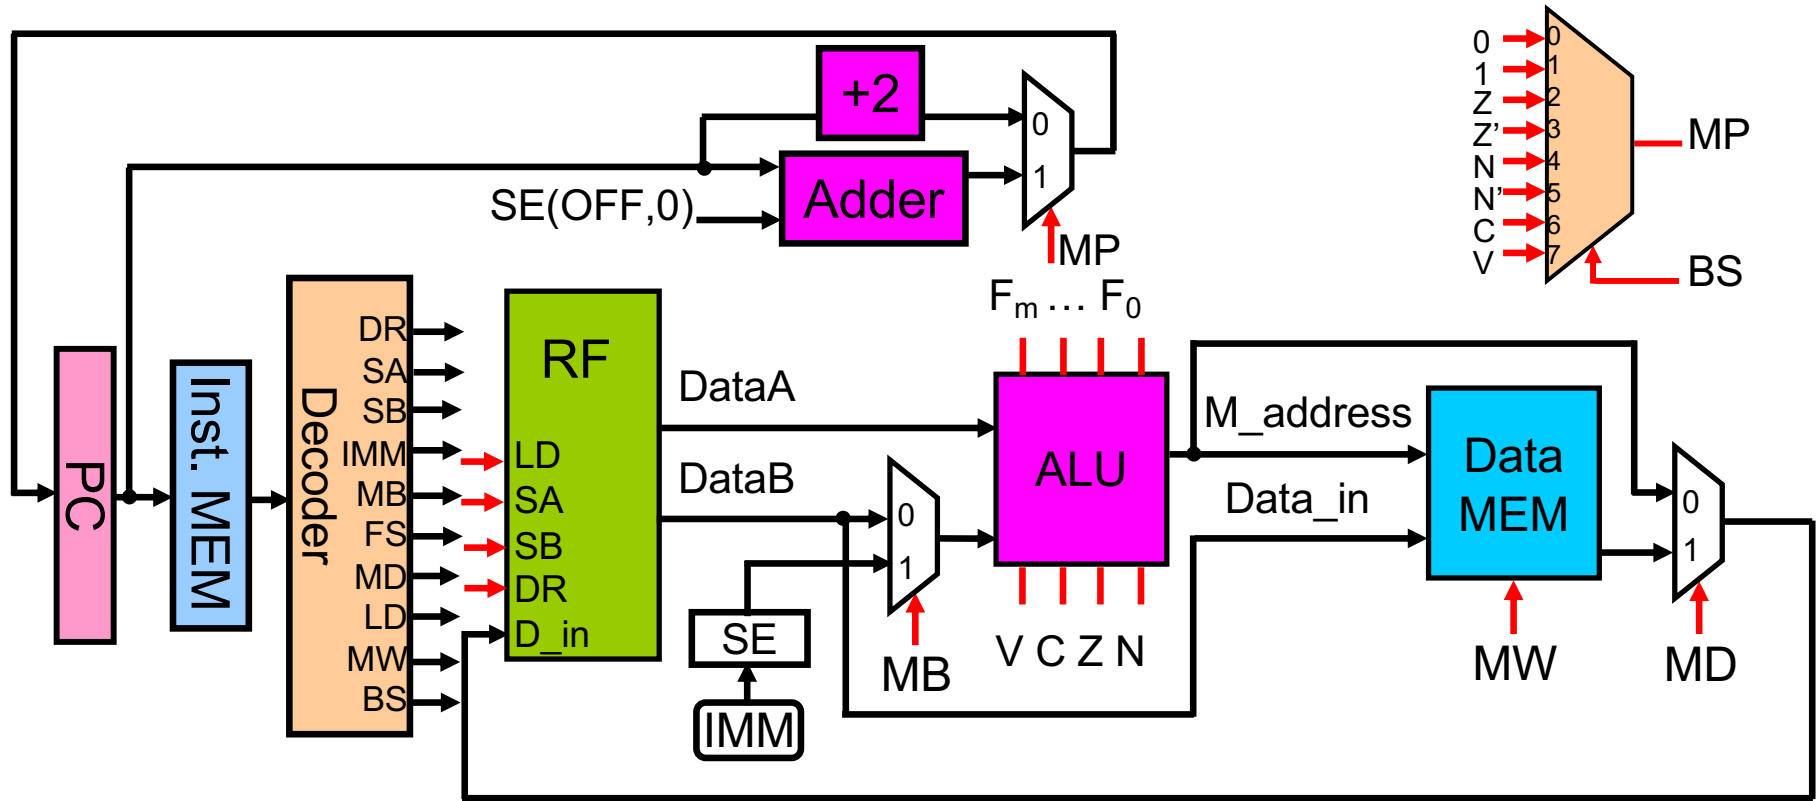 +2
0
1
SE(OFF,0)
Adder
MP
0
1
Z
Z’
N
N’
C
V
0
1
2
3
4
5
6
7
MP
BS
PC
Inst. MEM
Decoder
DR
SA
SB
IMM
MB
FS
MD
LD
MW
BS
RF
LD
SA
SB
DR
D_in
DataA
DataB
0
1
MB
SE
IMM
Fm … F0
ALU
V C Z N
M_address
Data_in
Data
MEM
MW
0
1
MD